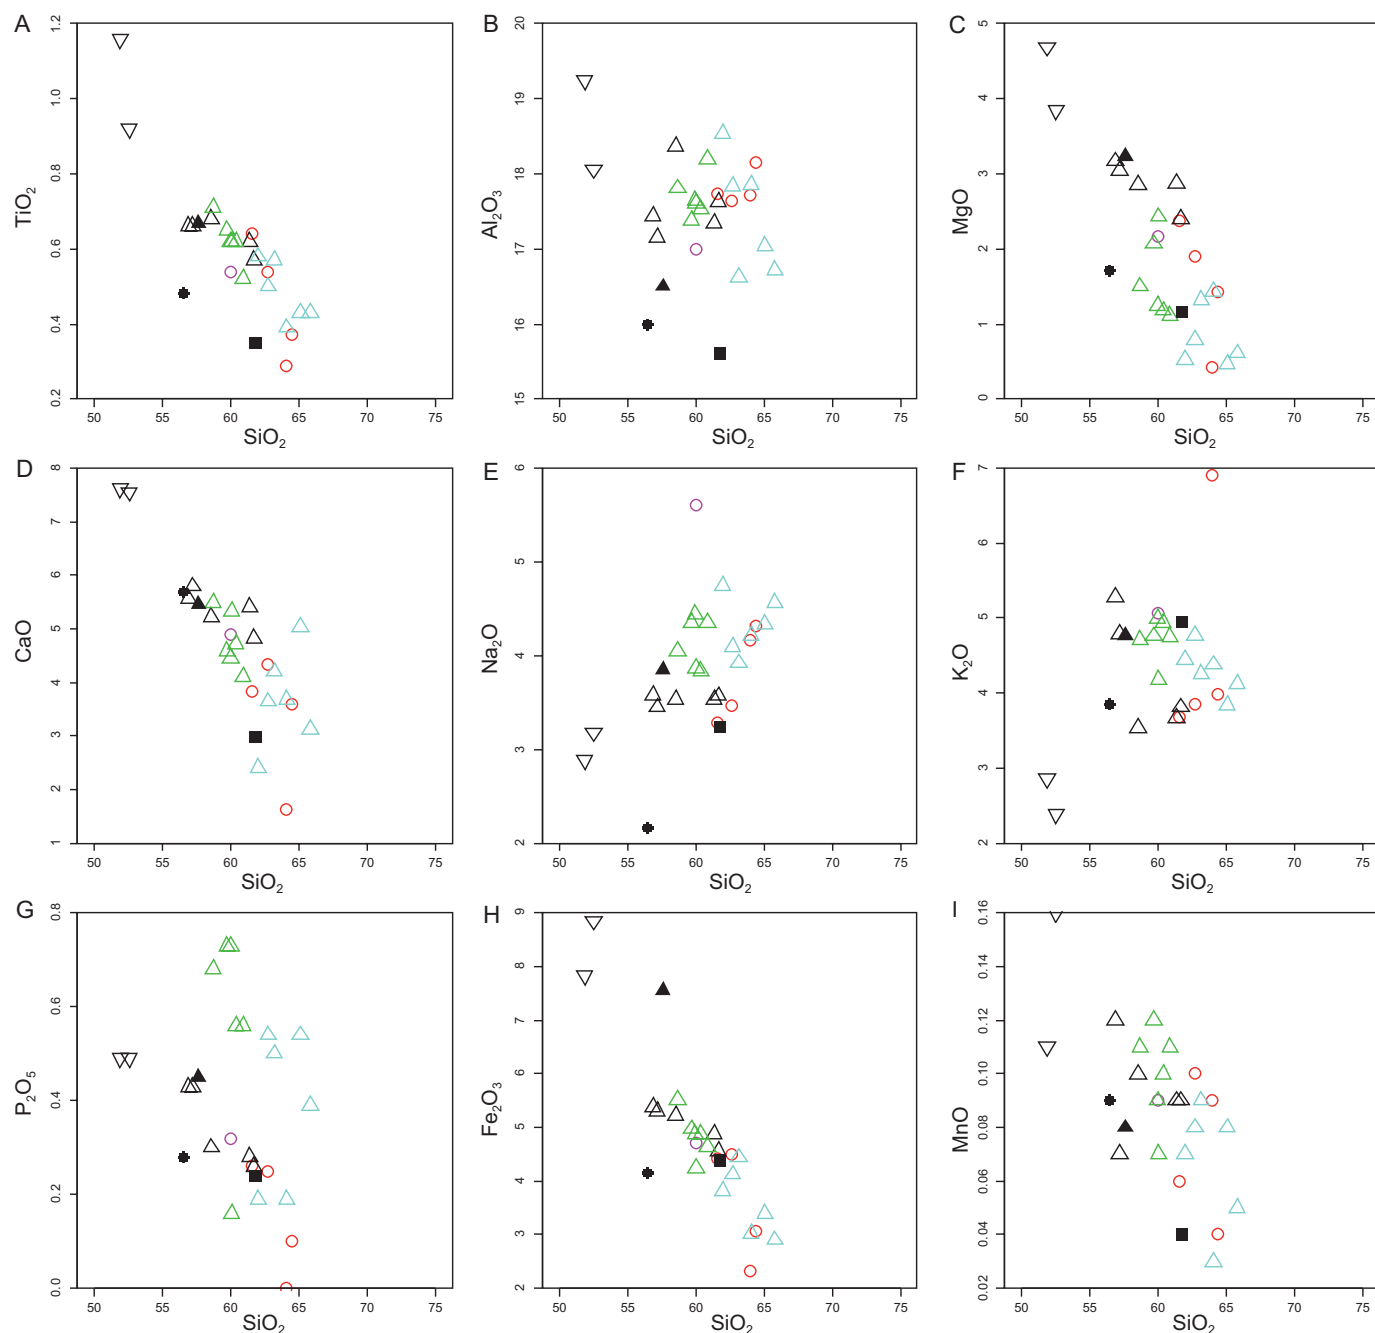 A
TiO₂
1.2
1.0
0.8
0.6
0.4
0.2
50 55 60 65 70 75
SiO₂
B
Al₂O₃
20
19
18
17
16
15
50 55 60 65 70 75
SiO₂
C
MgO
5
4
3
2
1
0
50 55 60 65 70 75
SiO₂
D
CaO
8
7
6
5
4
3
2
1
50 55 60 65 70 75
SiO₂
E
Na₂O
6
5
4
3
2
50 55 60 65 70 75
SiO₂
F
K₂O
7
6
5
4
3
2
50 55 60 65 70 75
SiO₂
G
P₂O₅
0.8
0.6
0.4
0.2
0.0
50 55 60 65 70 75
SiO₂
H
Fe₂O₃
9
8
7
6
5
4
3
2
50 55 60 65 70 75
SiO₂
I
MnO
0.16
0.14
0.12
0.10
0.08
0.06
0.04
0.02
50 55 60 65 70 75
SiO₂